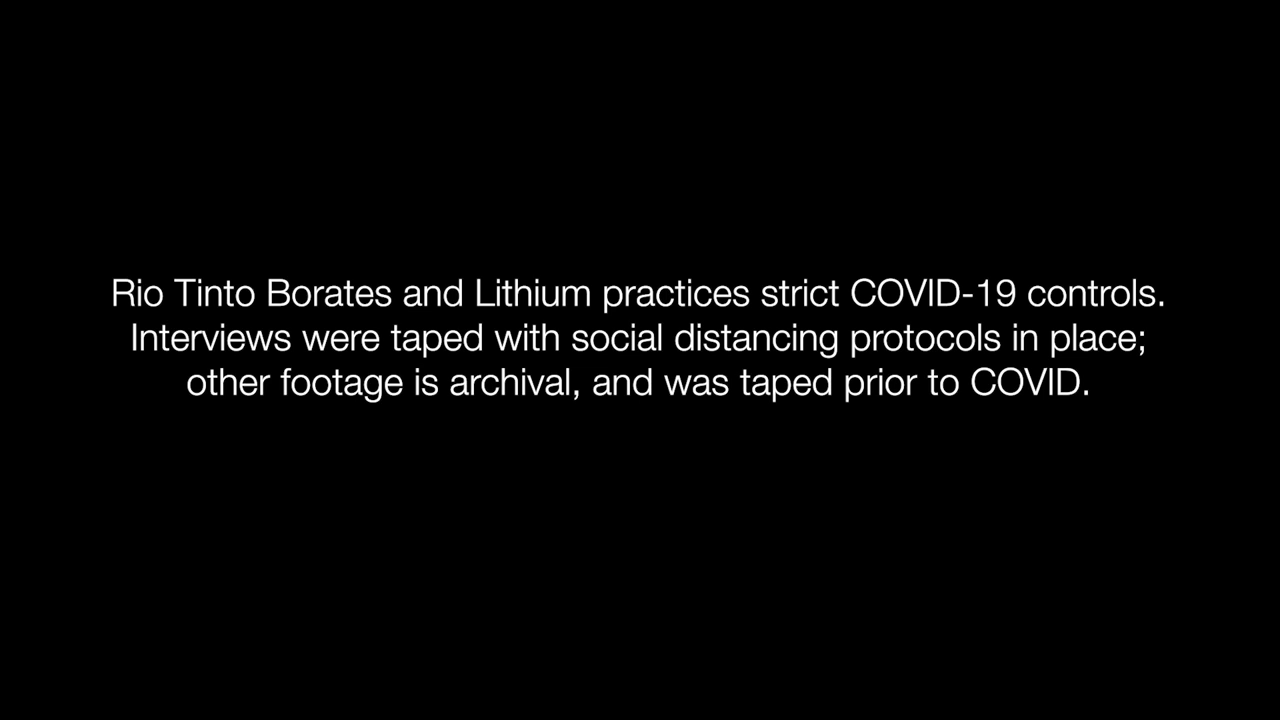 Rio Tinto Borates and Lithium practices strict COVID-19 controls.
Interviews were taped with social distancing protocols in place;
other footage is archival, and was taped prior to COVID.